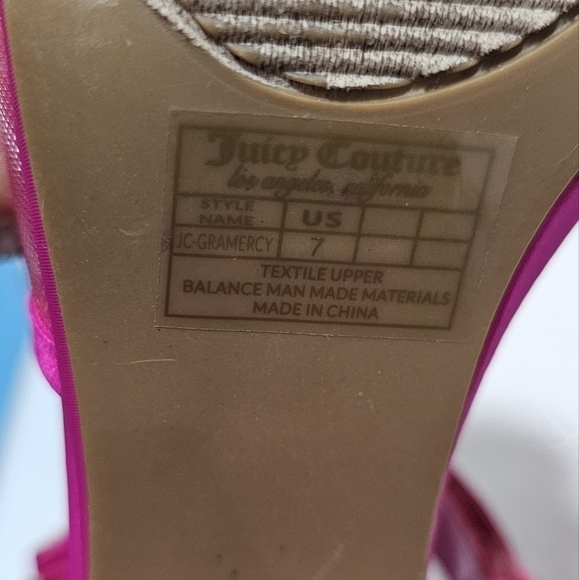 Juicy Couture
los angeles, california
STYLE NAME US
JC-GRAMERCY 7
TEXTILE UPPER
BALANCE MAN MADE MATERIALS
MADE IN CHINA